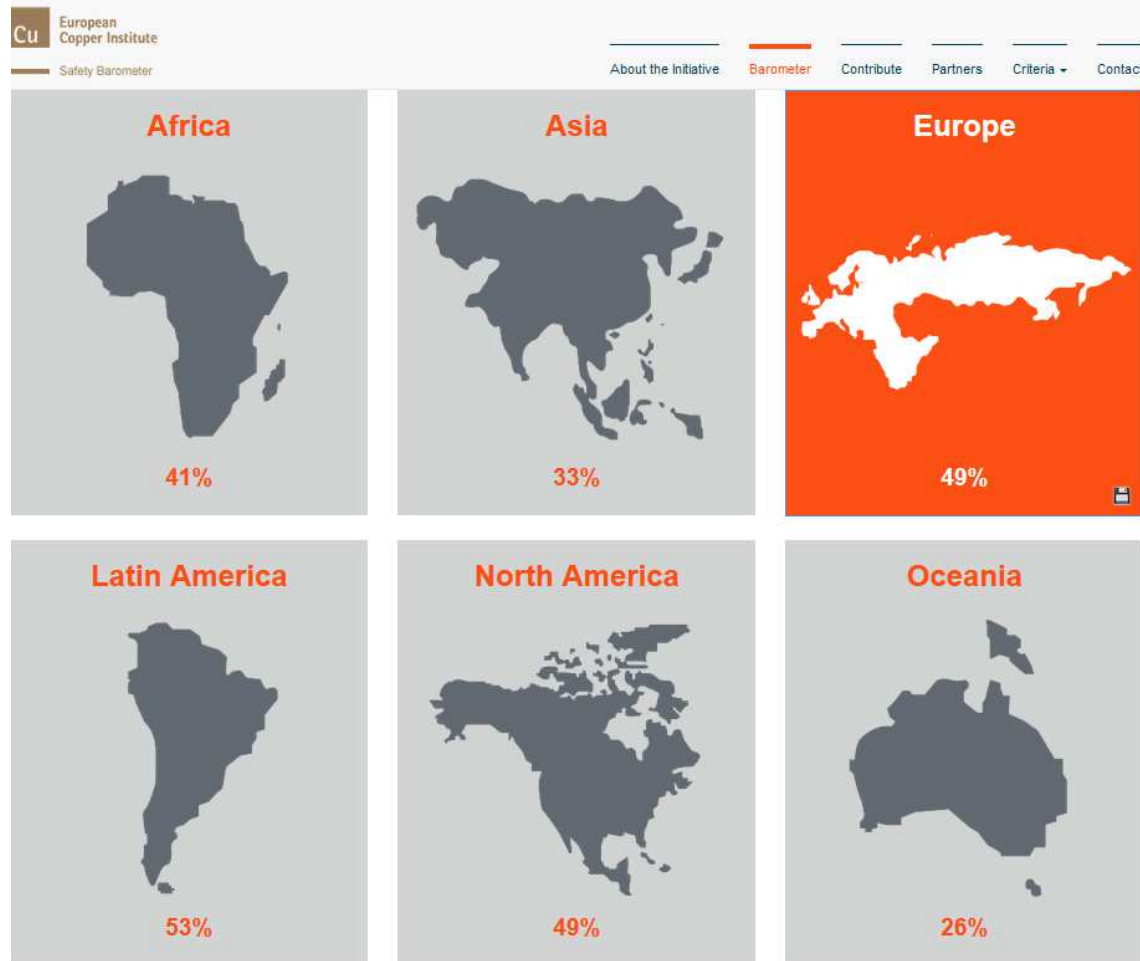 Cu
European
Copper Institute
Safety Barometer
About the Initiative
Barometer
Contribute
Partners
Criteria
Contact
Africa
Asia
Europe
41%
33%
49%
Latin America
North America
Oceania
53%
49%
26%